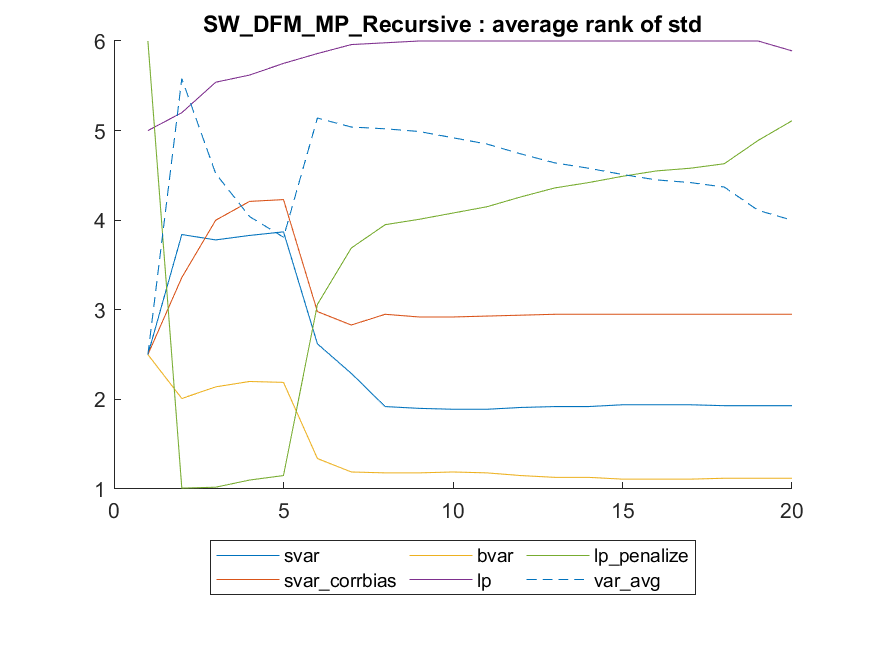 SW_DFM_MP_Recursive : average rank of std
6
5
4
3
2
1
0 5 10 15 20
svar bvar lp_penalize
svar_corrbias lp var_avg